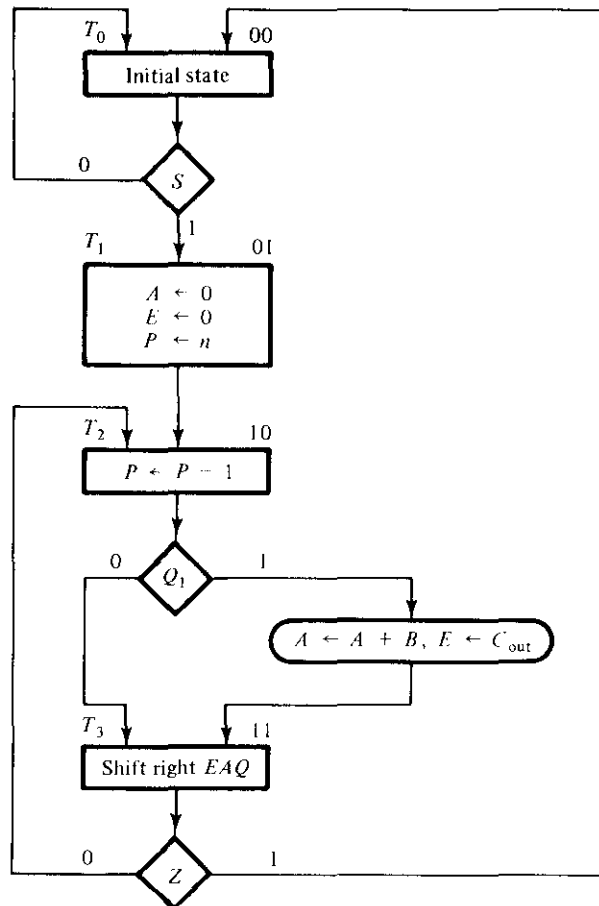 T₀ 00
Initial state
0 S
1
T₁ 01
A ← 0
E ← 0
P ← n
T₂ 10
P ← P − 1
0 Q₁ 1
A ← A + B, E ← C_out
T₃ 11
Shift right EAQ
0 Z 1